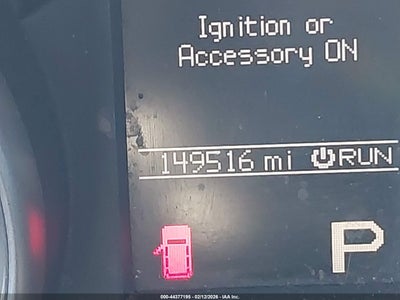 Ignition or
Accessory ON
149516 mi ⏻RUN
P
000-44377195 - 02/12/2026 - IAA Inc.